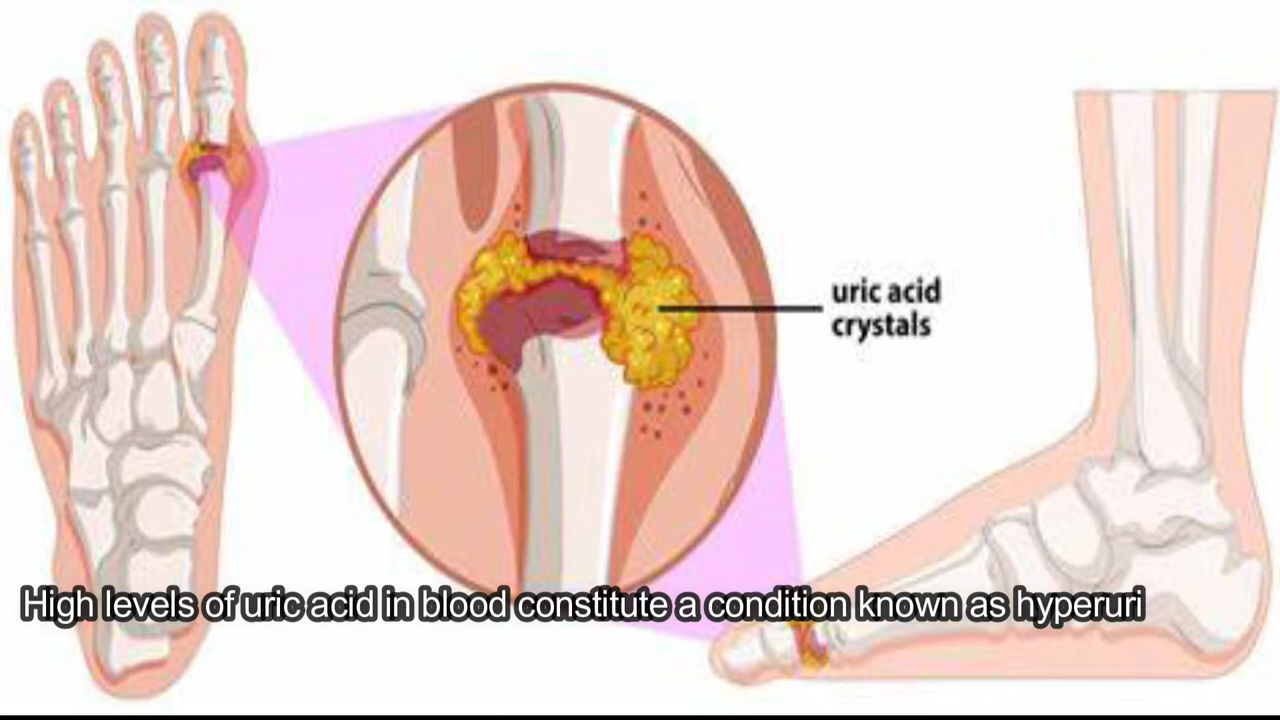 uric acid
crystals
High levels of uric acid in blood constitute a condition known as hyperuri